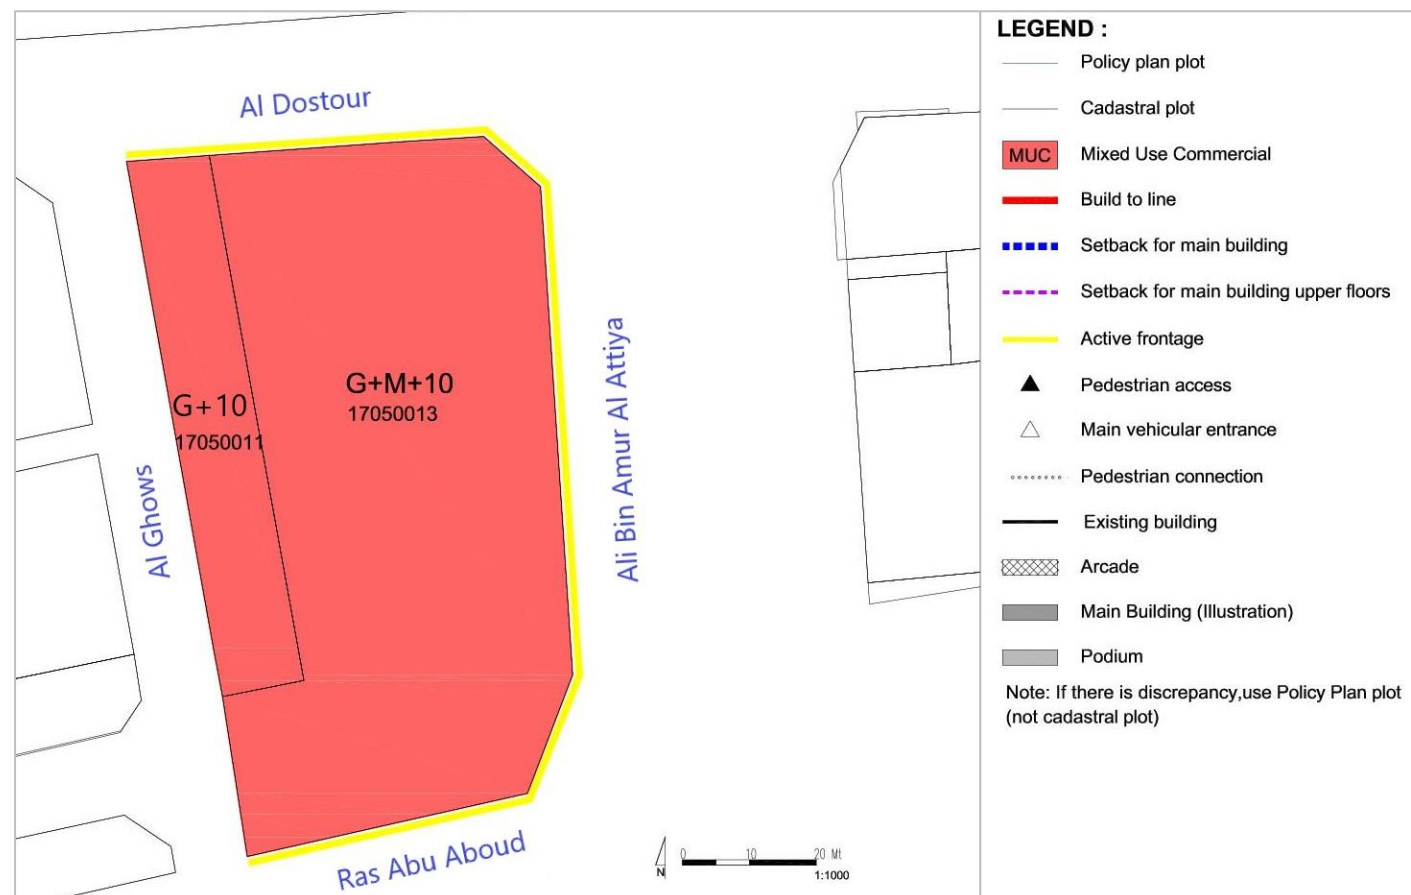 Al Dostour
G+10
17050011
G+M+10
17050013
Ali Bin Amur Al Attiya
Al Ghows
Ras Abu Aboud
N
0 10 20 Mt
1:1000
LEGEND :
Policy plan plot
Cadastral plot
MUC Mixed Use Commercial
Build to line
Setback for main building
Setback for main building upper floors
Active frontage
Pedestrian access
Main vehicular entrance
Pedestrian connection
Existing building
Arcade
Main Building (Illustration)
Podium
Note: If there is discrepancy,use Policy Plan plot
(not cadastral plot)